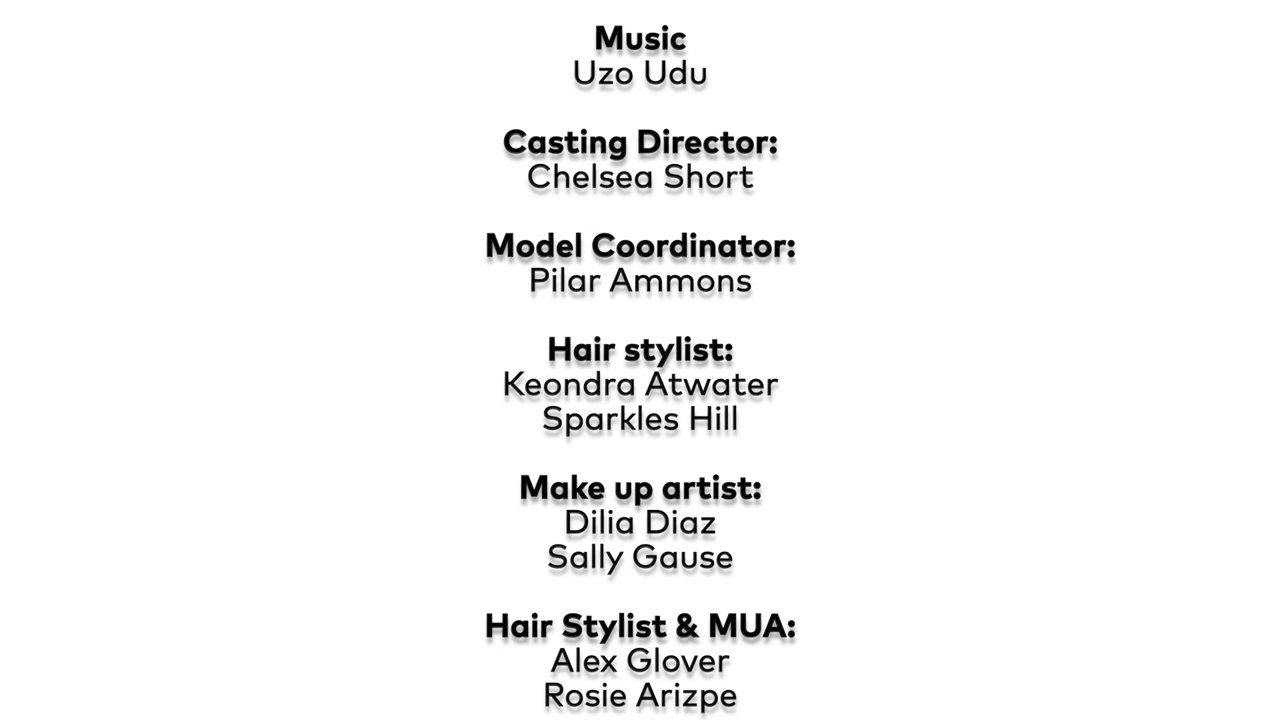 Music
Uzo Udu
Casting Director:
Chelsea Short
Model Coordinator:
Pilar Ammons
Hair stylist:
Keondra Atwater
Sparkles Hill
Make up artist:
Dilia Diaz
Sally Gause
Hair Stylist & MUA:
Alex Glover
Rosie Arizpe